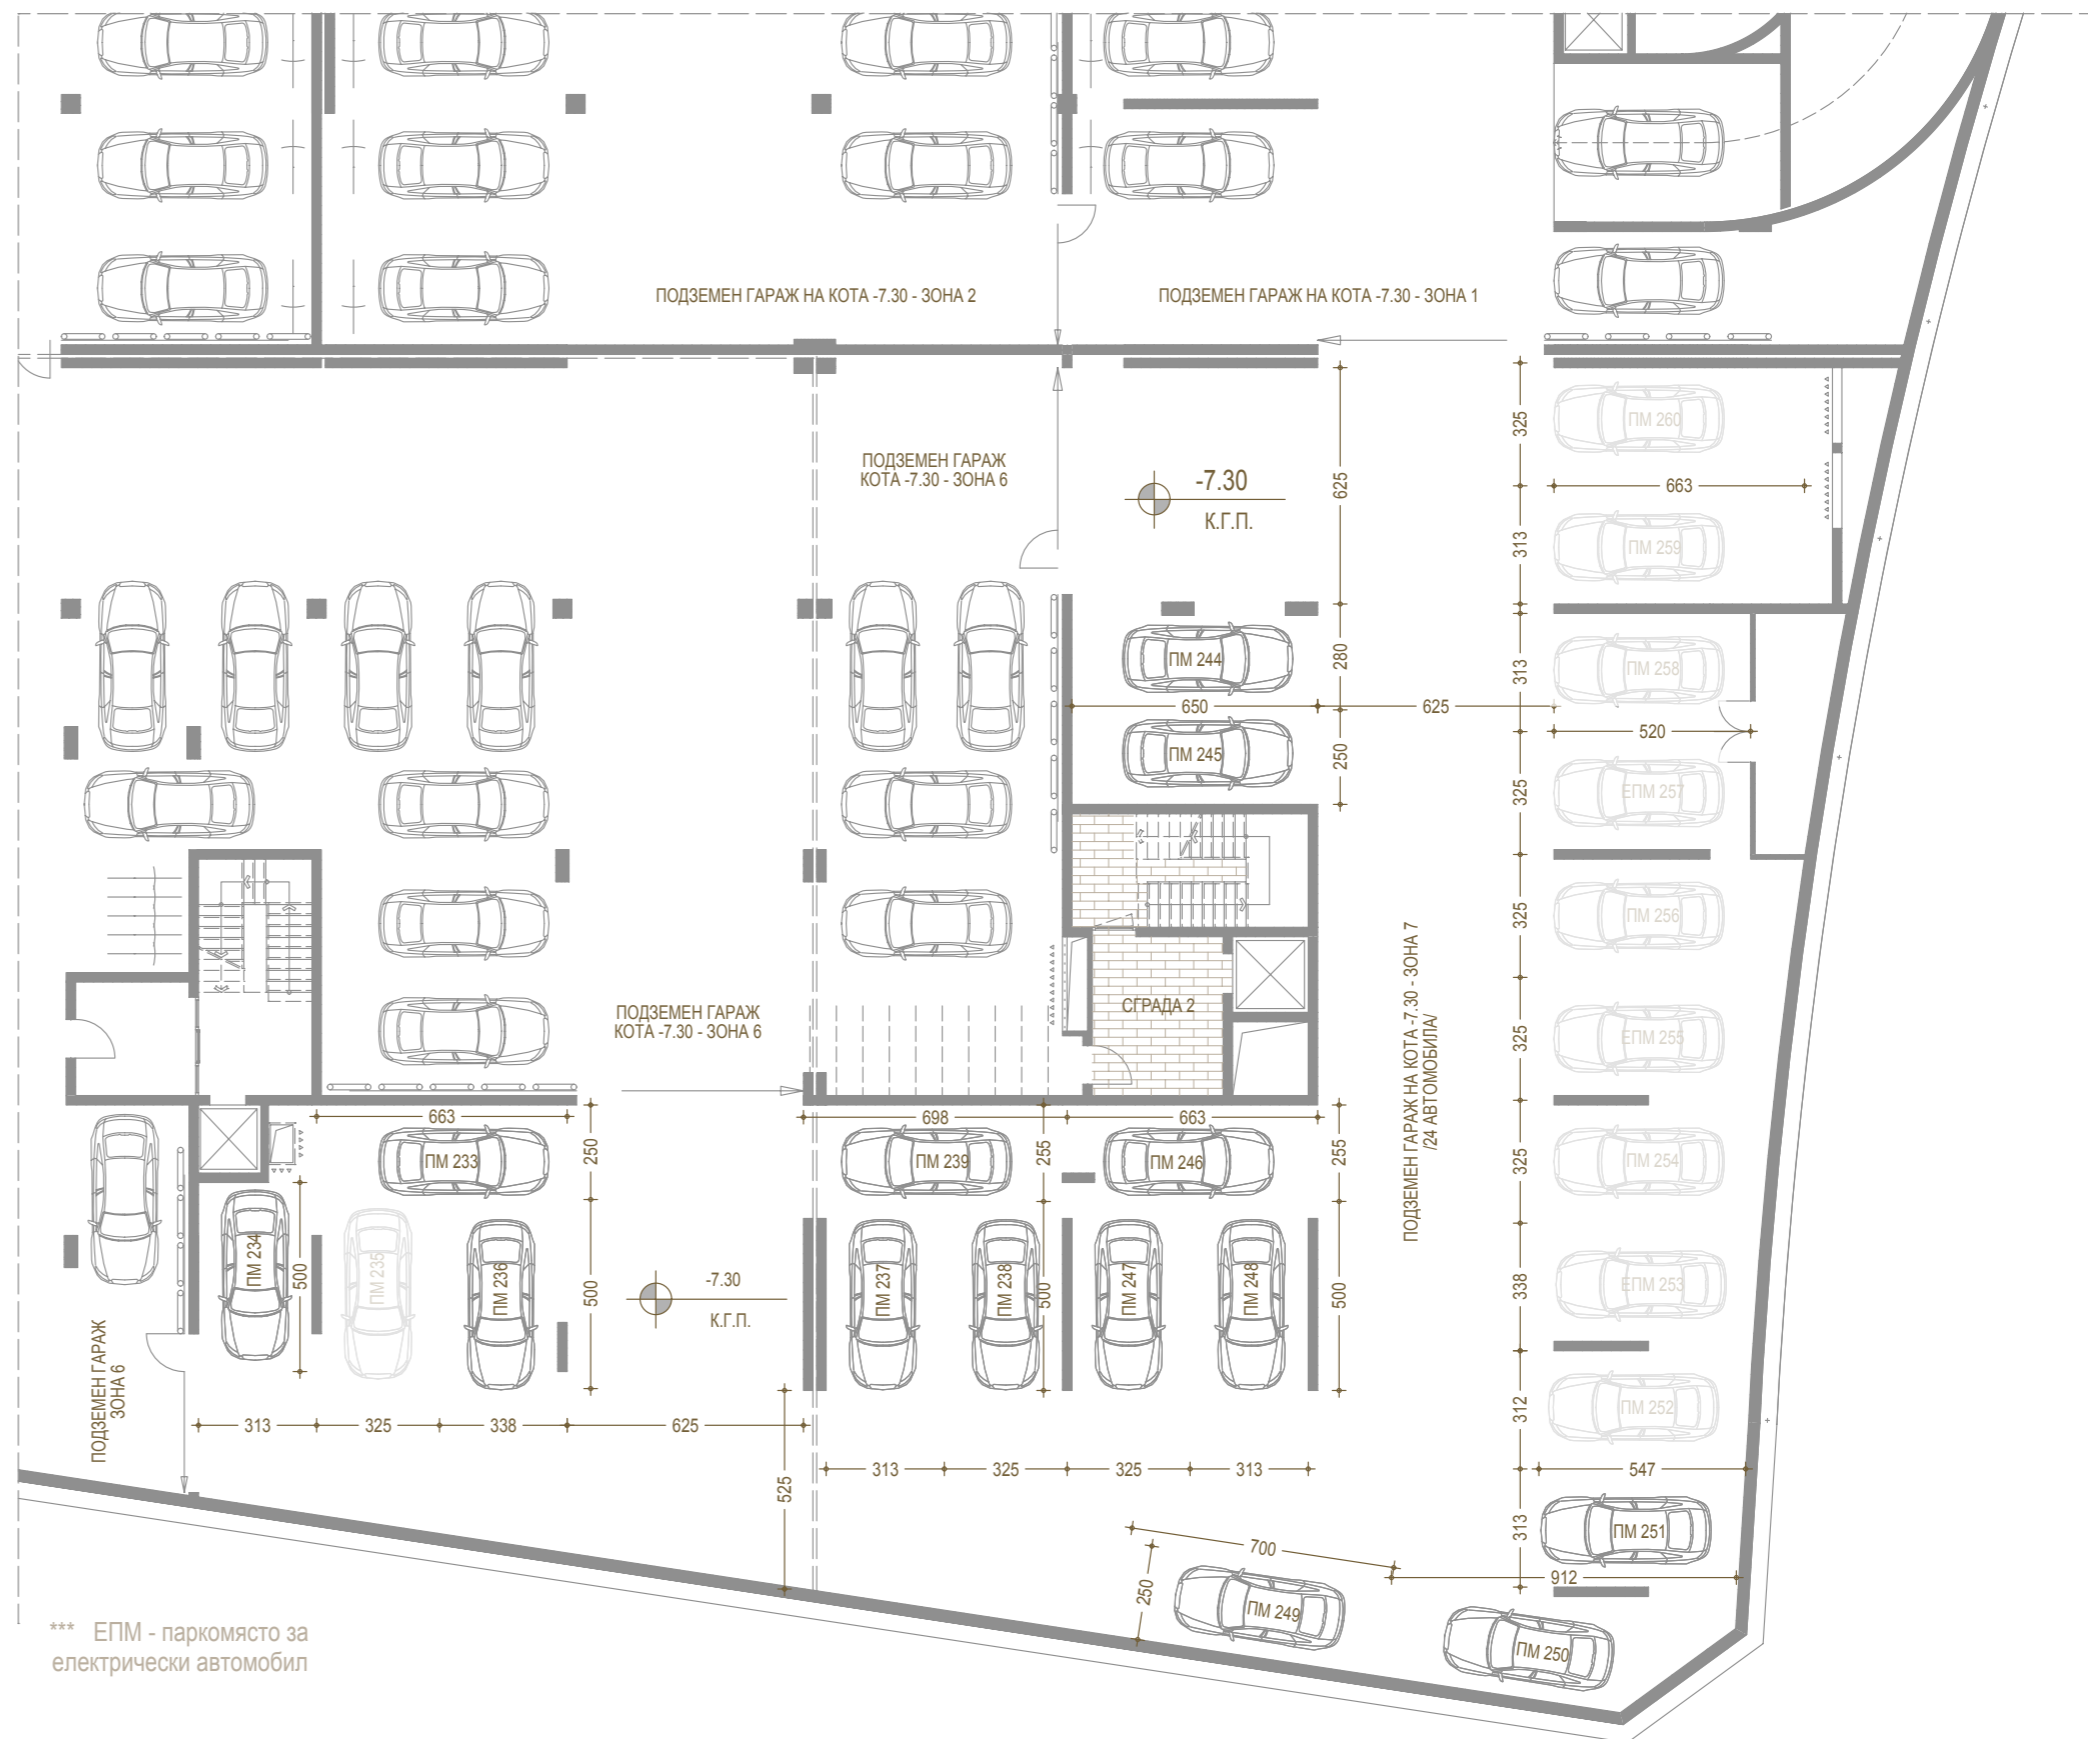 ПОДЗЕМЕН ГАРАЖ НА КОТА -7.30 - ЗОНА 2
ПОДЗЕМЕН ГАРАЖ НА КОТА -7.30 - ЗОНА 1
325
ПМ 260
ПОДЗЕМЕН ГАРАЖ
КОТА -7.30 - ЗОНА 6
-7.30
К.Г.П.
625
663
313
ПМ 259
ПМ 244
280
313
ПМ 258
650
625
520
ПМ 245
250
325
ЕПМ 257
325
ПМ 256
ПОДЗЕМЕН ГАРАЖ НА КОТА -7.30 - ЗОНА 7
/24 АВТОМОБИЛА/
СГРАДА 2
ПОДЗЕМЕН ГАРАЖ
КОТА -7.30 - ЗОНА 6
325
ЕПМ 255
663
698
663
250
255
255
325
ПМ 233
ПМ 239
ПМ 246
ПМ 254
ПМ 234
500
ПМ 235
ПМ 236
500
-7.30
К.Г.П.
ПМ 237
ПМ 238
500
ПМ 247
ПМ 248
500
338
ЕПМ 253
ПОДЗЕМЕН ГАРАЖ
ЗОНА 6
312
ПМ 252
313
325
338
625
313
325
325
313
547
525
313
ПМ 251
700
912
250
ПМ 249
ПМ 250
*** ЕПМ - паркомясто за
електрически автомобил